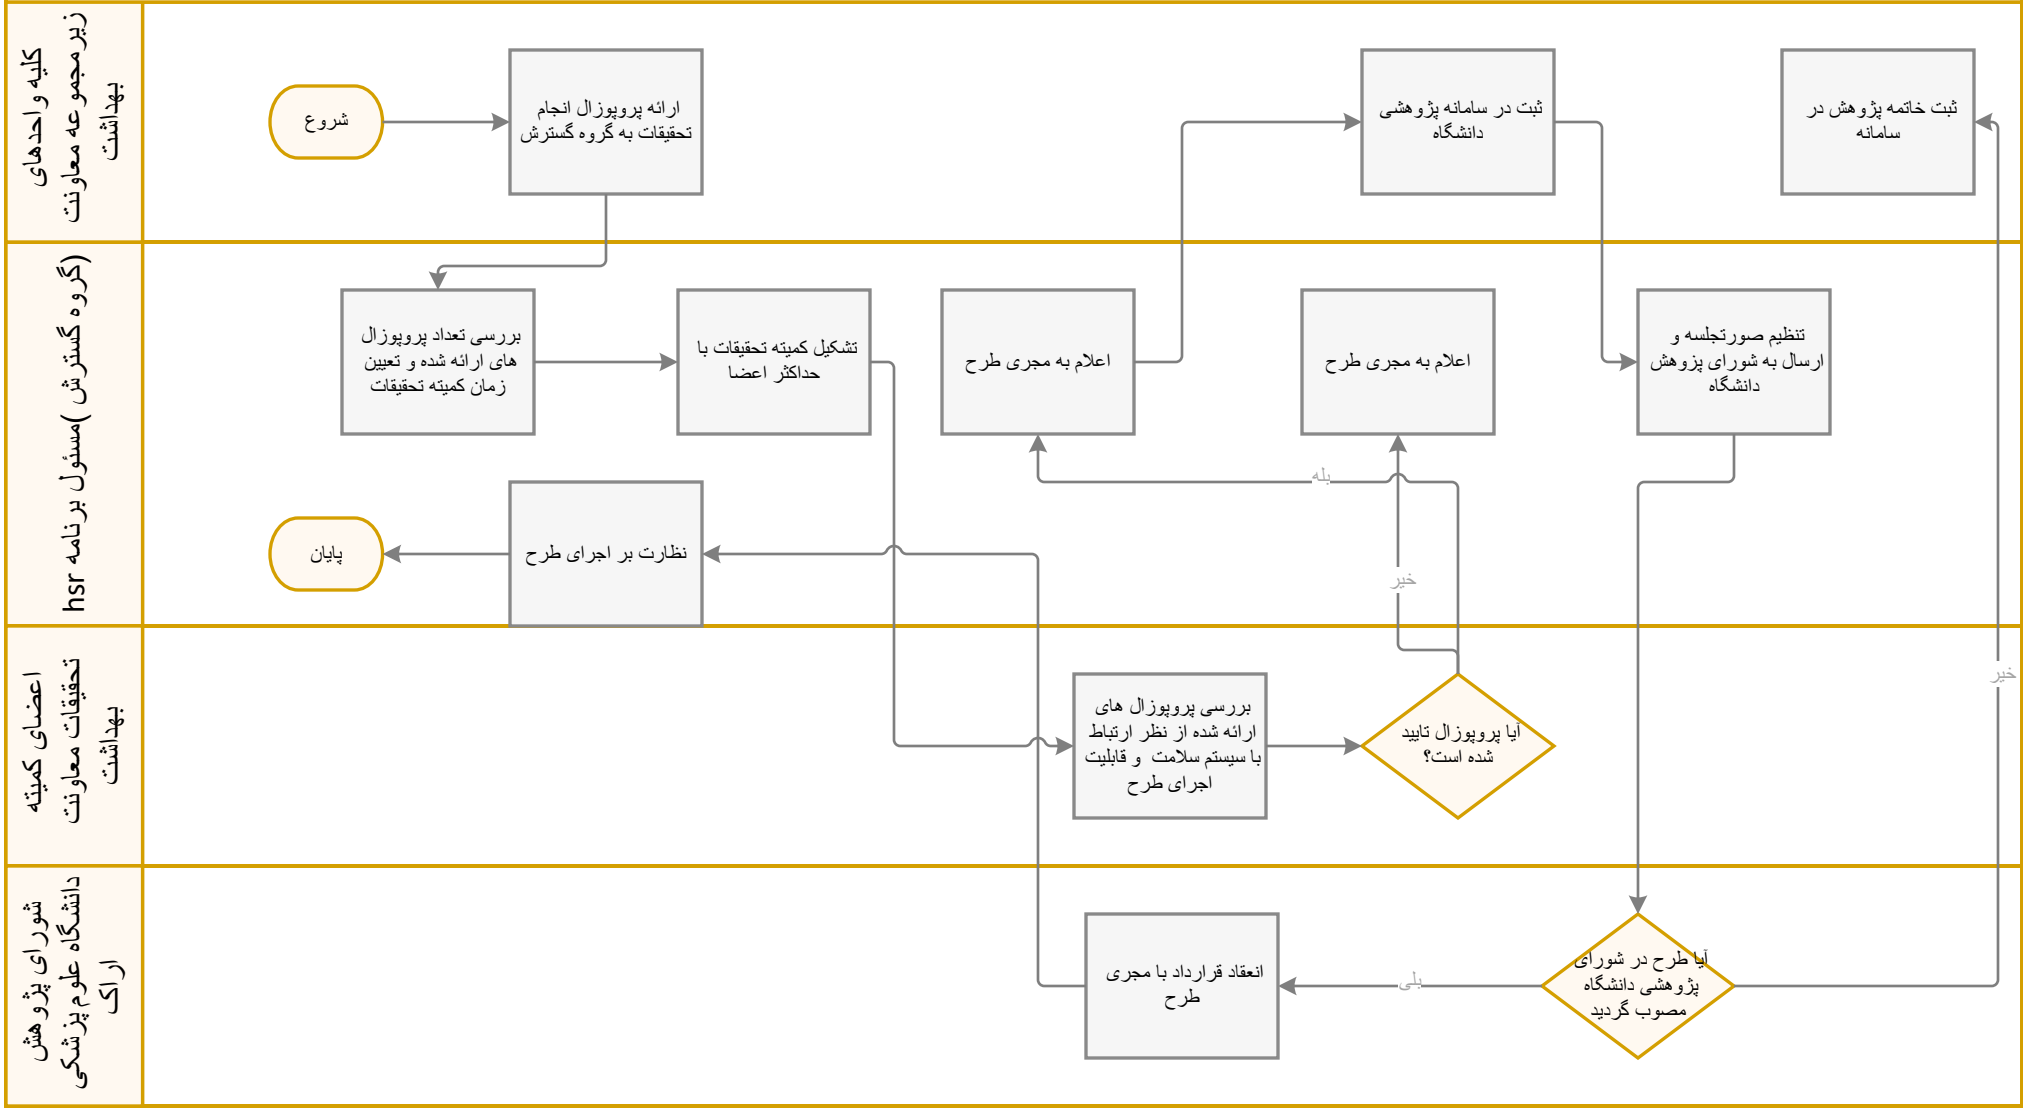 کلیه واحدهای
زیرمجموعه معاونت
بهداشت
شروع
ارائه پروپوزال انجام
تحقیقات به گروه گسترش
ثبت در سامانه پژوهشی
دانشگاه
ثبت خاتمه پژوهش در
سامانه
مسئول برنامه hsr (گروه گسترش)
بررسی تعداد پروپوزال
های ارائه شده و تعیین
زمان کمیته تحقیقات
تشکیل کمیته تحقیقات با
حداکثر اعضا
اعلام به مجری طرح
اعلام به مجری طرح
تنظیم صورتجلسه و
ارسال به شورای پژوهش
دانشگاه
بله
پایان
نظارت بر اجرای طرح
خیر
اعضای کمیته
تحقیقات معاونت
بهداشت
بررسی پروپوزال های
ارائه شده از نظر ارتباط
با سیستم سلامت و قابلیت
اجرای طرح
آیا پروپوزال تایید
شده است؟
خیر
شورای پژوهش
دانشگاه علوم پزشکی
اراک
انعقاد قرارداد با مجری
طرح
بلی
آیا طرح در شورای
پژوهشی دانشگاه
مصوب گردید